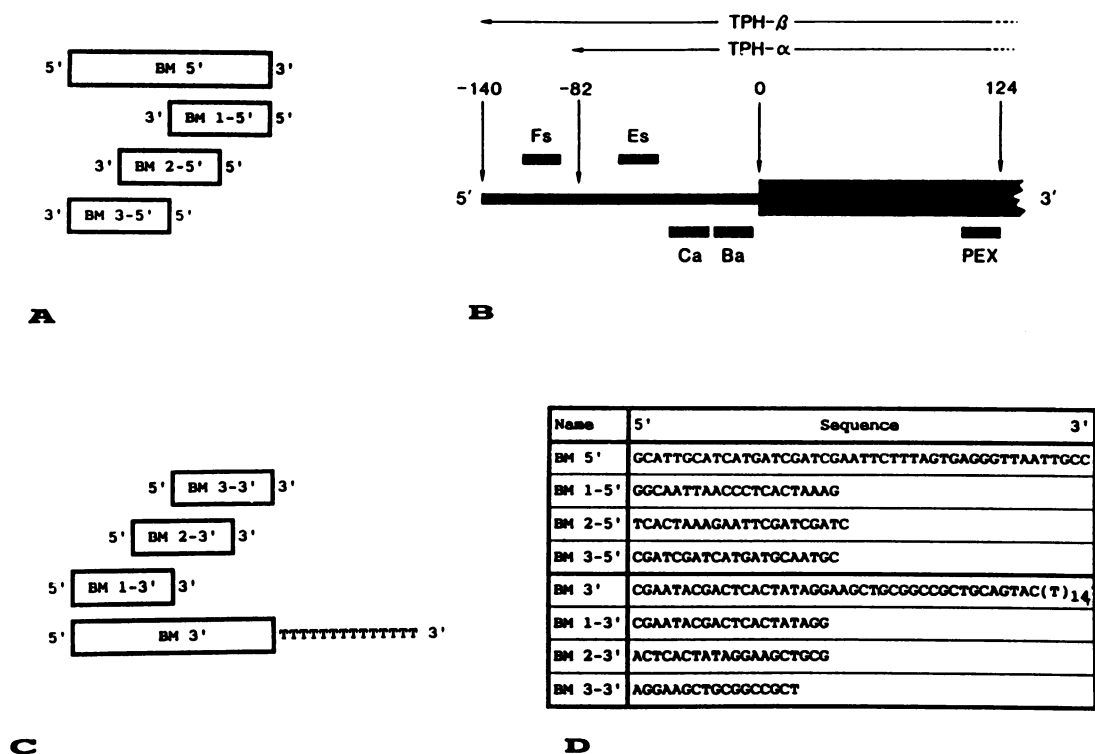 5' BM 5' 3'
3' BM 1-5' 5'
3' BM 2-5' 5'
3' BM 3-5' 5'
A
TPH-β
TPH-α
-140 -82 0 124
Fs Es
5' 3'
Ca Ba PEX
B
5' BM 3-3' 3'
5' BM 2-3' 3'
5' BM 1-3' 3'
5' BM 3' TTTTTTTTTTTTTT 3'
C
Name 5' Sequence 3'
BM 5' GCATTGCATCATGATCGATCGAATTCTTTAGTGAGGGTTAATTGCC
BM 1-5' GGCAATTAACCCTCACTAAAG
BM 2-5' TCACTAAAGAATTCGATCGATC
BM 3-5' CGATCGATCATGATGCAATGC
BM 3' CGAATACGACTCACTATAGGAAGCTGCGGCCGCTGCAGTAC(T)14
BM 1-3' CGAATACGACTCACTATAGG
BM 2-3' ACTCACTATAGGAAGCTGCG
BM 3-3' AGGAAGCTGCGGCCGCT
D